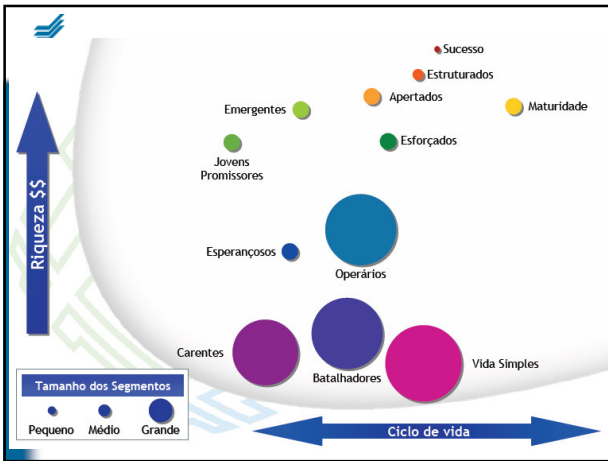 Sucesso
Estruturados
Apertados
Emergentes
Maturidade
Esforçados
Jovens
Promissores
Riqueza $$
Esperançosos
Operários
Carentes
Batalhadores
Vida Simples
Tamanho dos Segmentos
Pequeno Médio Grande
Ciclo de vida